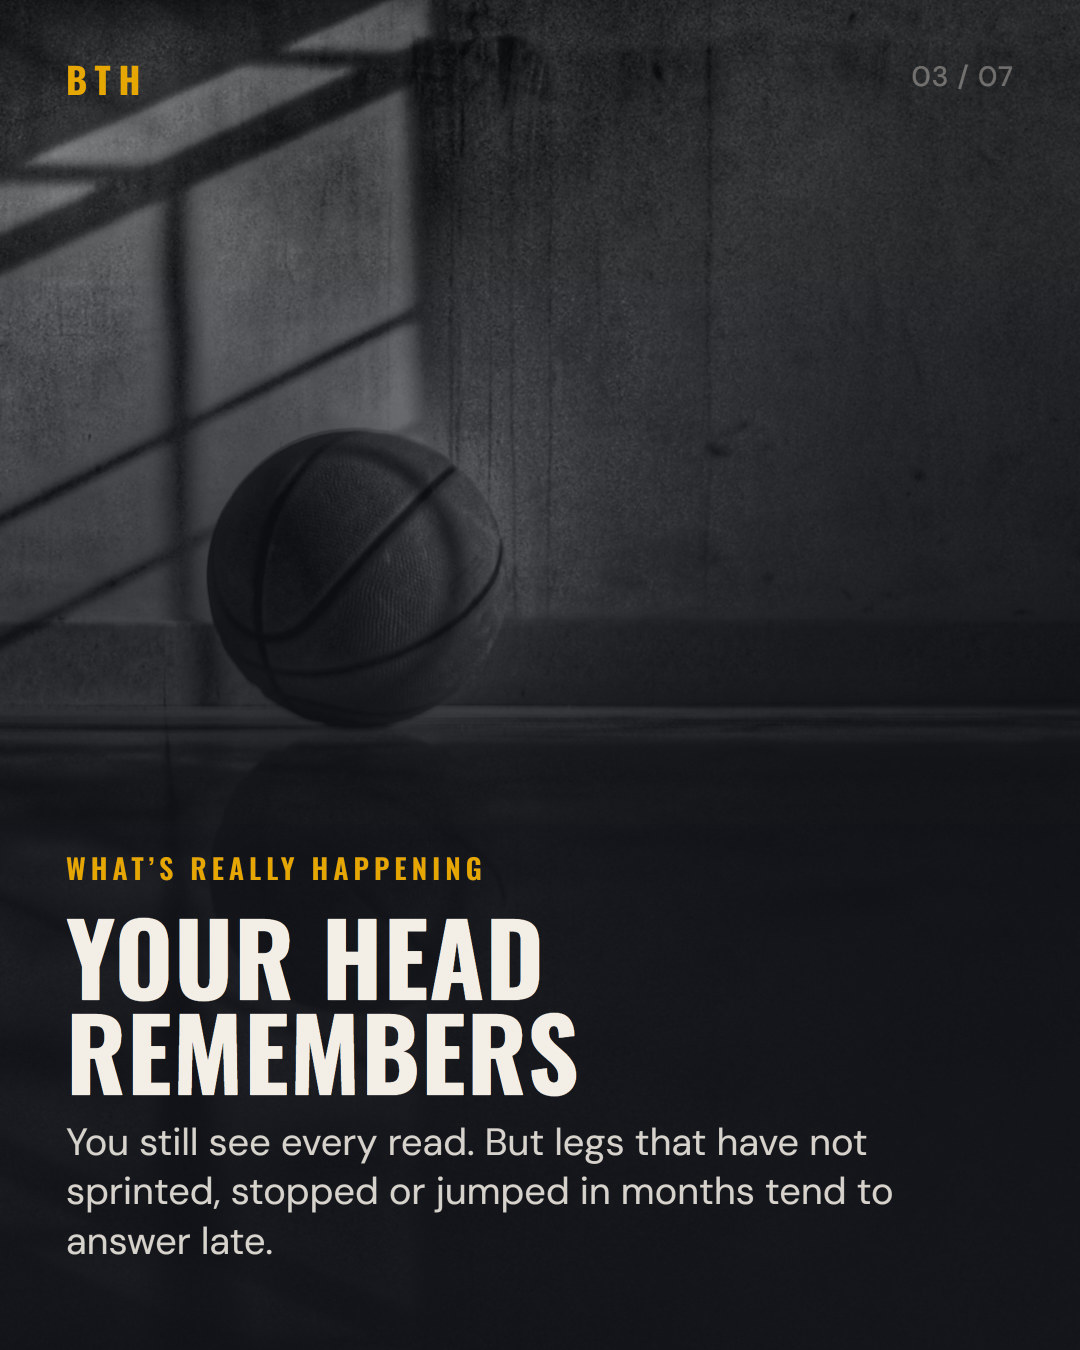 BTH
03 / 07
WHAT’S REALLY HAPPENING
YOUR HEAD
REMEMBERS
You still see every read. But legs that have not
sprinted, stopped or jumped in months tend to
answer late.